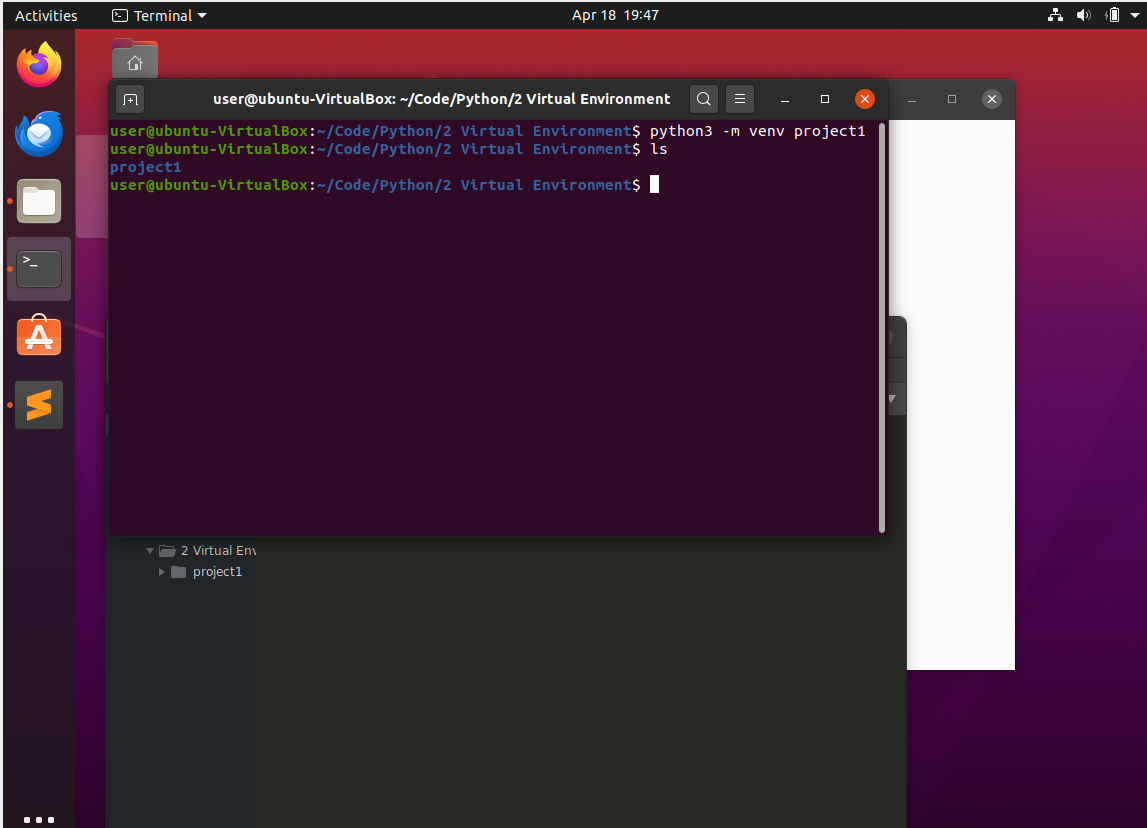 Activities
Terminal
Apr 18 19:47
user@ubuntu-VirtualBox: ~/Code/Python/2 Virtual Environment
user@ubuntu-VirtualBox:~/Code/Python/2 Virtual Environment$ python3 -m venv project1
user@ubuntu-VirtualBox:~/Code/Python/2 Virtual Environment$ ls
project1
user@ubuntu-VirtualBox:~/Code/Python/2 Virtual Environment$
2 Virtual Env
project1